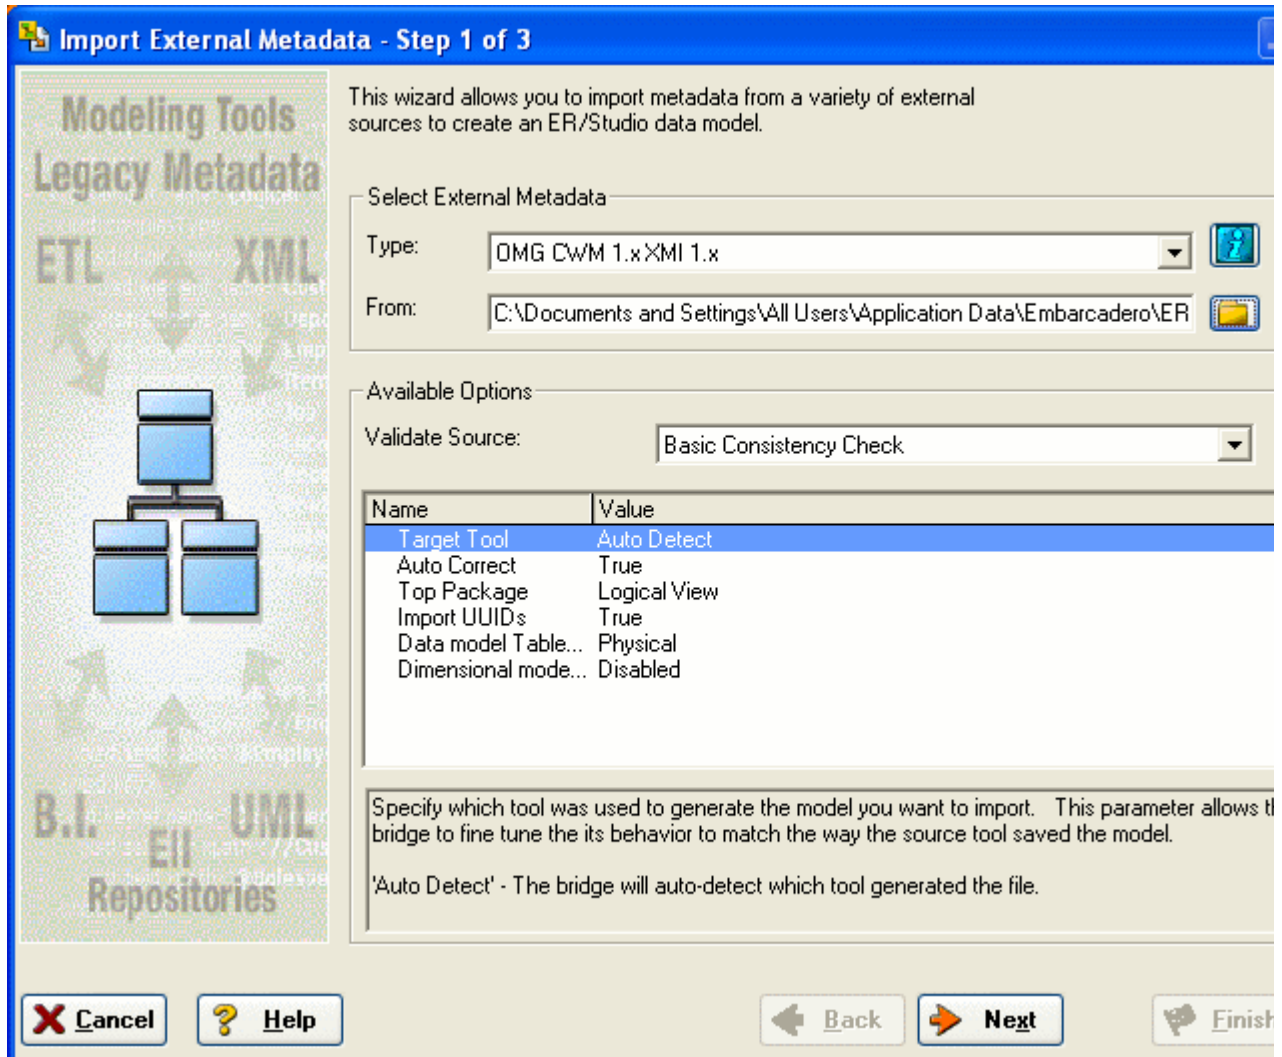 Import External Metadata - Step 1 of 3
Modeling Tools
Legacy Metadata
ETL XML
B.I. UML
EII
Repositories
This wizard allows you to import metadata from a variety of external
sources to create an ER/Studio data model.
Select External Metadata
Type: OMG CWM 1.x XMI 1.x
From: C:\Documents and Settings\All Users\Application Data\Embarcadero\ER
Available Options
Validate Source: Basic Consistency Check
Name Value
Target Tool Auto Detect
Auto Correct True
Top Package Logical View
Import UUIDs True
Data model Table... Physical
Dimensional mode... Disabled
Specify which tool was used to generate the model you want to import. This parameter allows t
bridge to fine tune the its behavior to match the way the source tool saved the model.
'Auto Detect' - The bridge will auto-detect which tool generated the file.
Cancel Help Back Next Finish